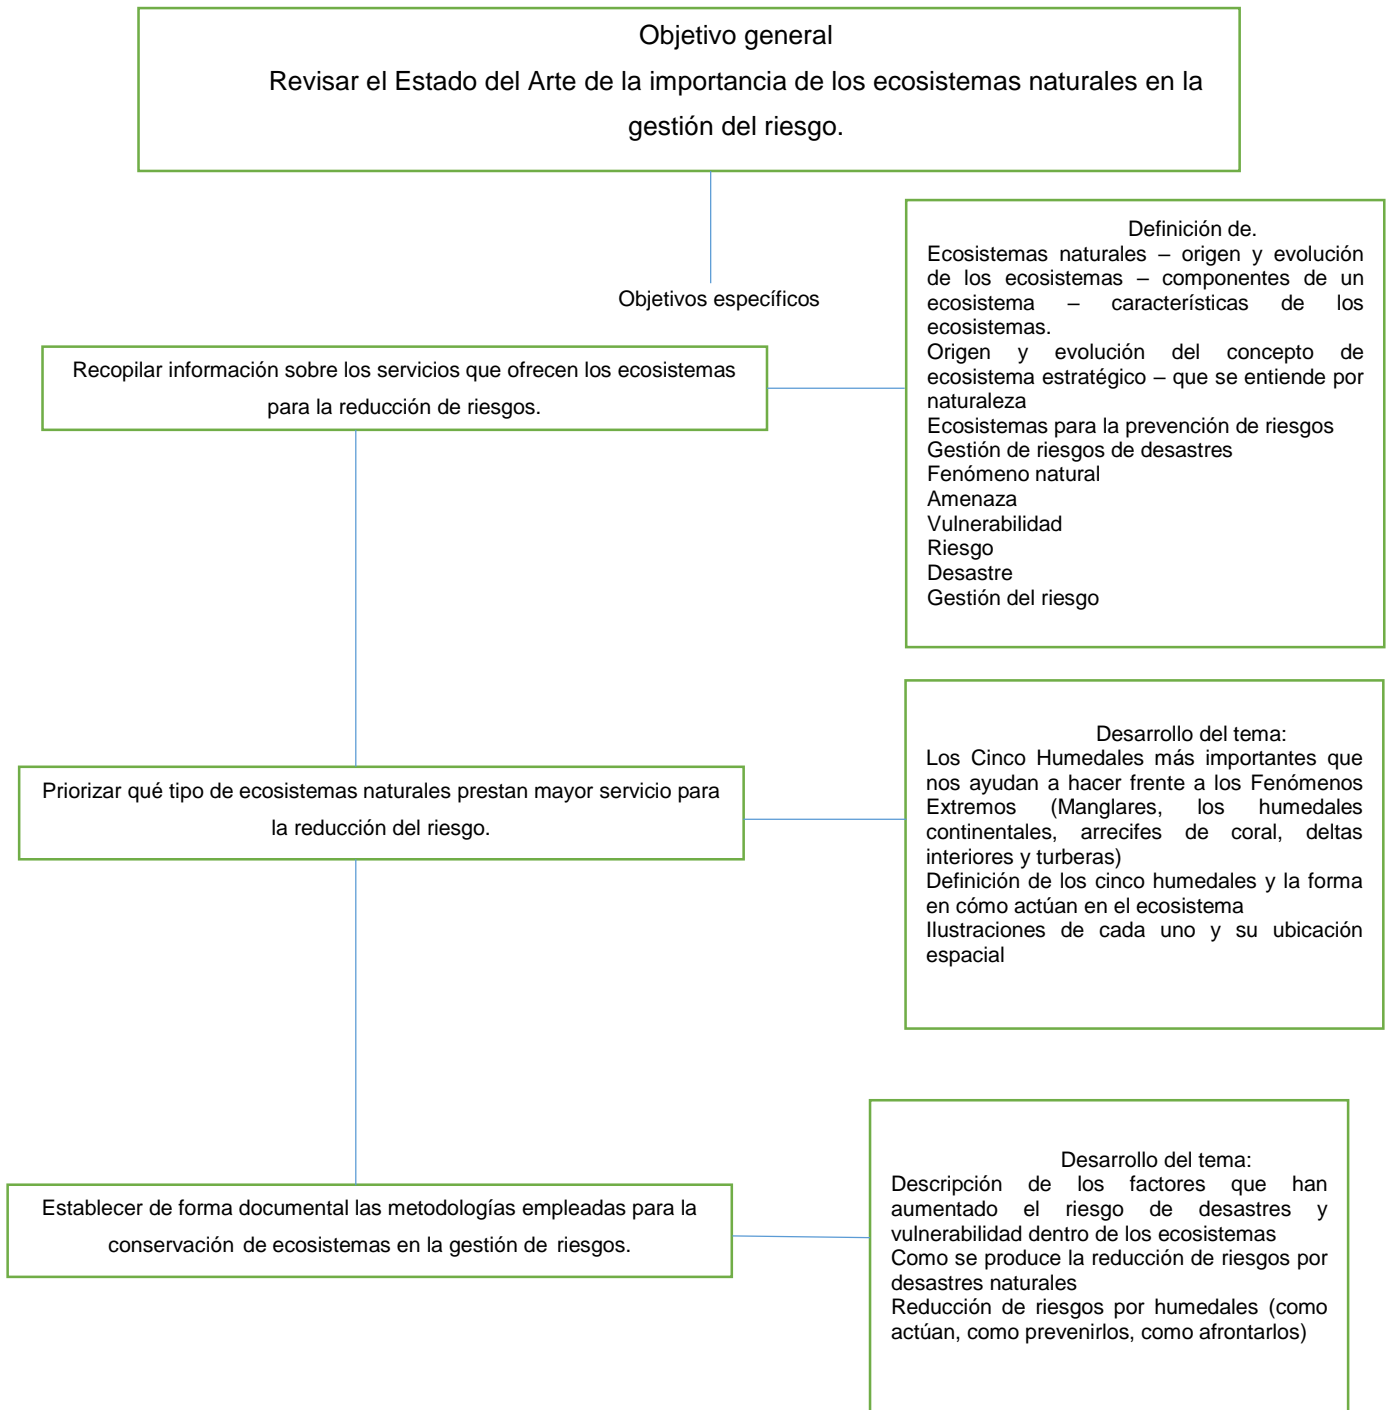 Objetivo general
Revisar el Estado del Arte de la importancia de los ecosistemas naturales en la
gestión del riesgo.
Objetivos específicos
Recopilar información sobre los servicios que ofrecen los ecosistemas
para la reducción de riesgos.
Definición de.
Ecosistemas naturales – origen y evolución
de los ecosistemas – componentes de un
ecosistema – características de los
ecosistemas.
Origen y evolución del concepto de
ecosistema estratégico – que se entiende por
naturaleza
Ecosistemas para la prevención de riesgos
Gestión de riesgos de desastres
Fenómeno natural
Amenaza
Vulnerabilidad
Riesgo
Desastre
Gestión del riesgo
Priorizar qué tipo de ecosistemas naturales prestan mayor servicio para
la reducción del riesgo.
Desarrollo del tema:
Los Cinco Humedales más importantes que
nos ayudan a hacer frente a los Fenómenos
Extremos (Manglares, los humedales
continentales, arrecifes de coral, deltas
interiores y turberas)
Definición de los cinco humedales y la forma
en cómo actúan en el ecosistema
Ilustraciones de cada uno y su ubicación
espacial
Establecer de forma documental las metodologías empleadas para la
conservación de ecosistemas en la gestión de riesgos.
Desarrollo del tema:
Descripción de los factores que han
aumentado el riesgo de desastres y
vulnerabilidad dentro de los ecosistemas
Como se produce la reducción de riesgos por
desastres naturales
Reducción de riesgos por humedales (como
actúan, como prevenirlos, como afrontarlos)